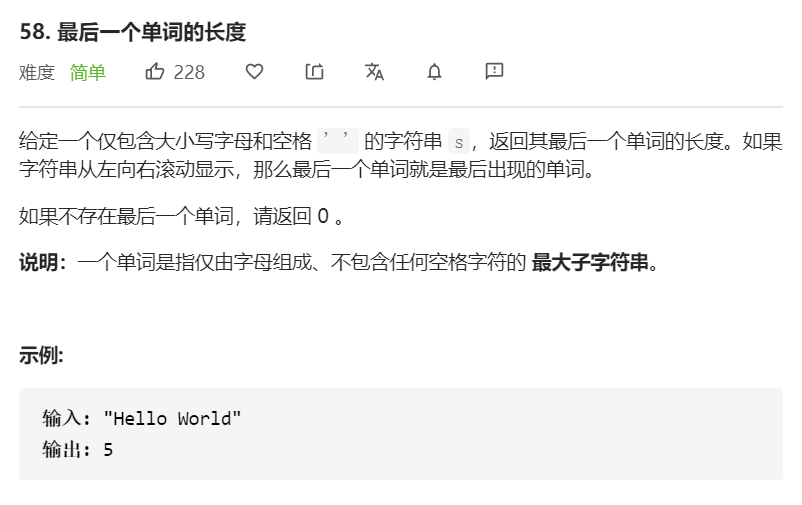 58. 最后一个单词的长度
难度 简单 228
给定一个仅包含大小写字母和空格 ' ' 的字符串 s，返回其最后一个单词的长度。如果
字符串从左向右滚动显示，那么最后一个单词就是最后出现的单词。
如果不存在最后一个单词，请返回 0 。
说明：一个单词是指仅由字母组成、不包含任何空格字符的 最大子字符串。
示例:
输入: "Hello World"
输出: 5